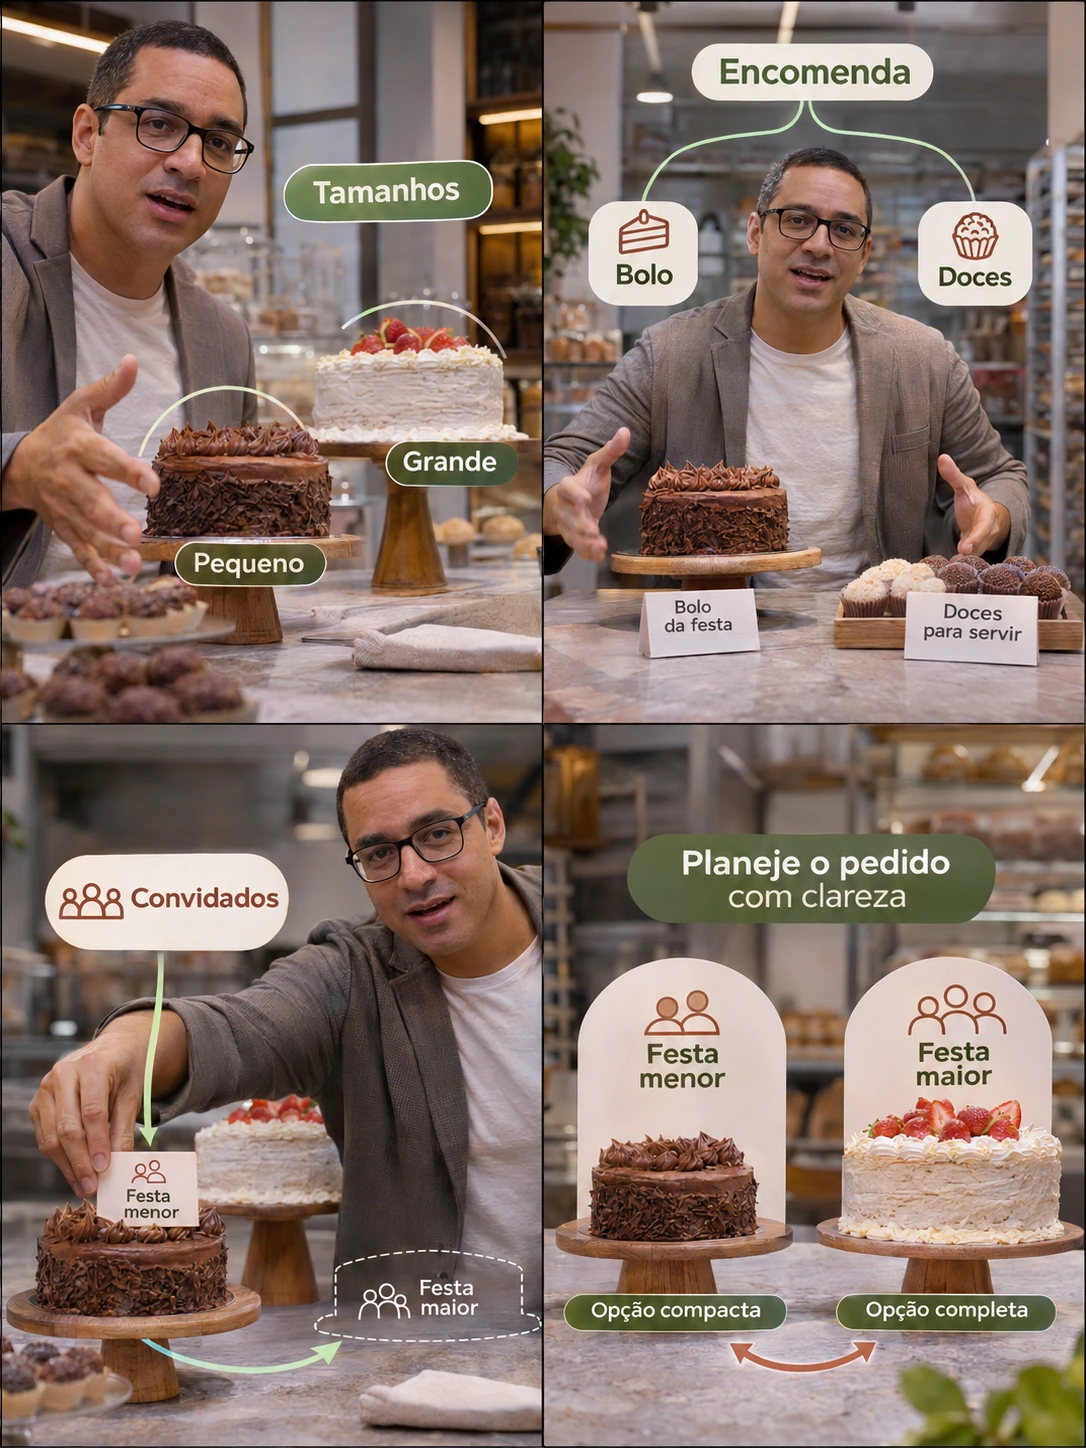 Tamanhos
Grande
Pequeno
Encomenda
Bolo
Doces
Bolo
da festa
Doces
para servir
Convidados
Festa
menor
Festa
maior
Planeje o pedido
com clareza
Festa
menor
Festa
maior
Opção compacta
Opção completa